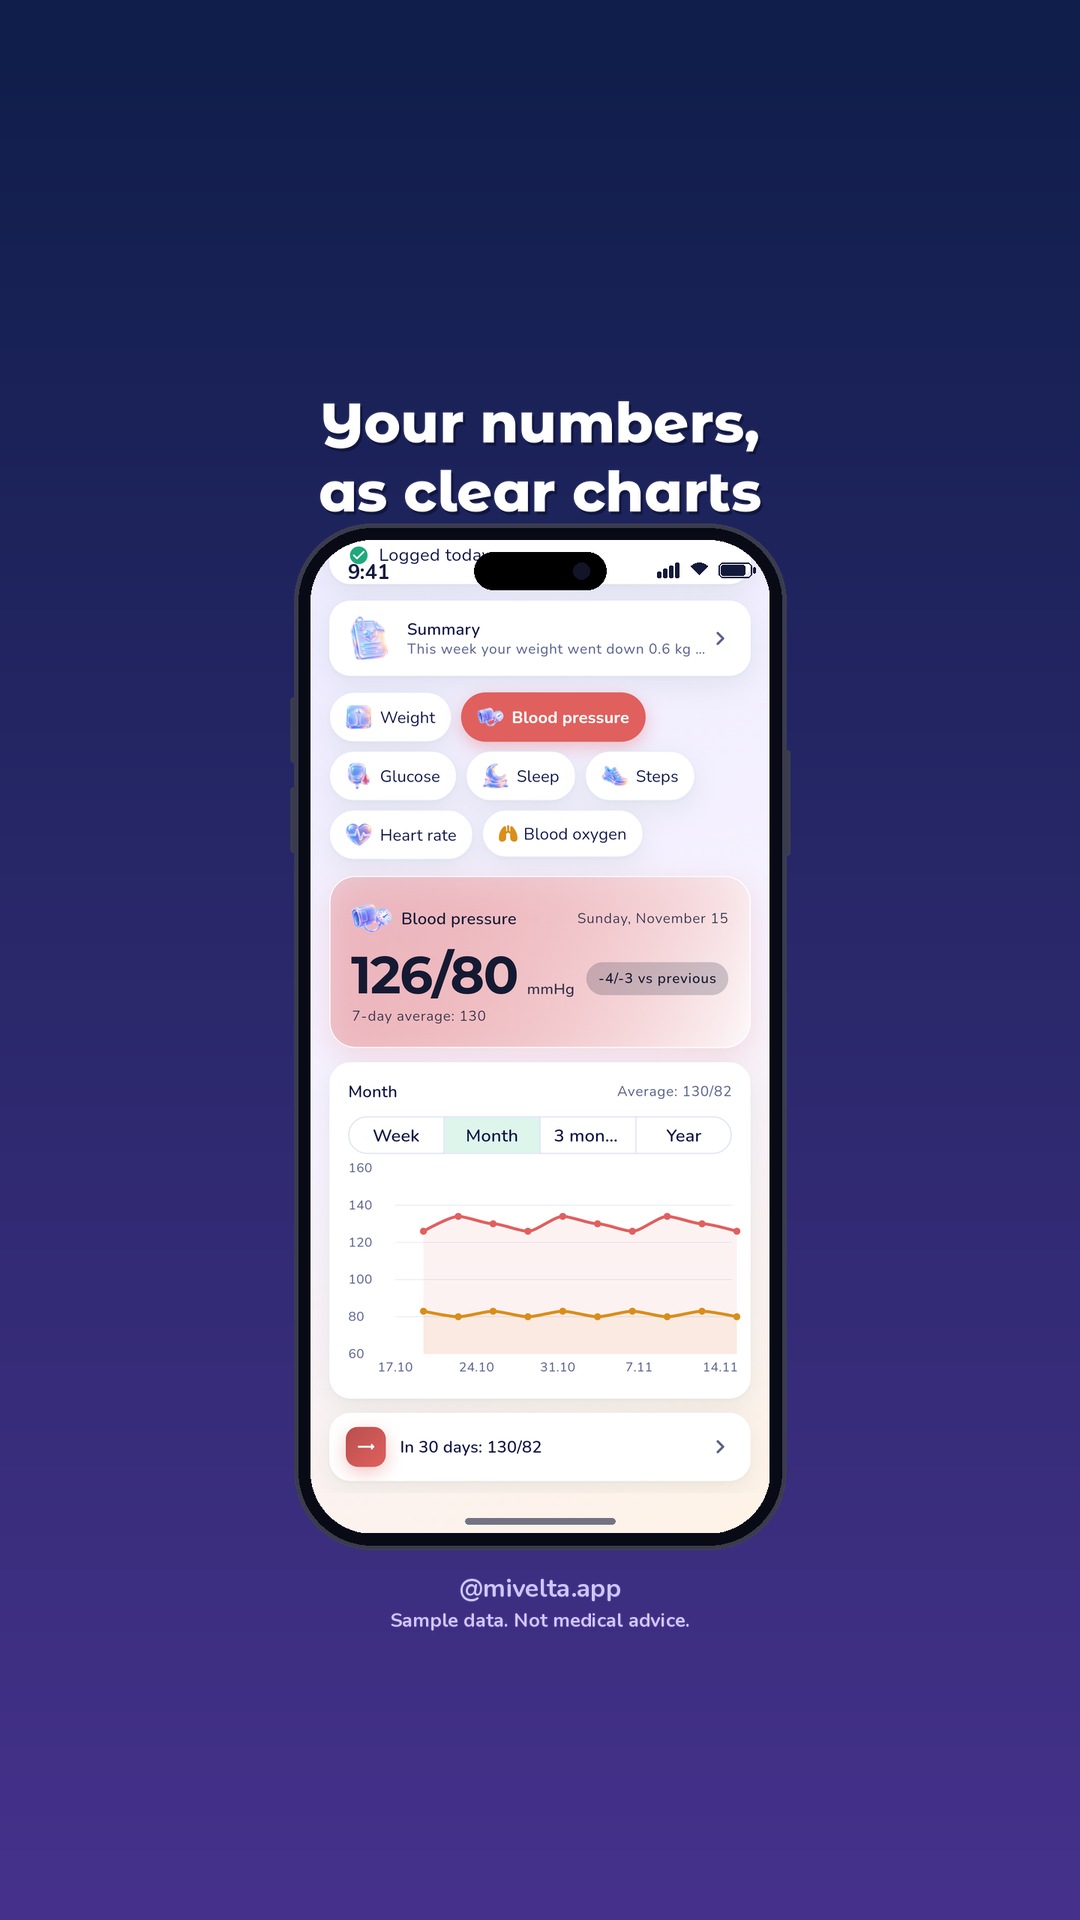 Your numbers,
as clear charts
Logged today
9:41
Summary
This week your weight went down 0.6 kg ...
Weight
Blood pressure
Glucose
Sleep
Steps
Heart rate
Blood oxygen
Blood pressure
Sunday, November 15
126/80 mmHg
-4/-3 vs previous
7-day average: 130
Month
Average: 130/82
Week
Month
3 mon...
Year
160
140
120
100
80
60
17.10
24.10
31.10
7.11
14.11
In 30 days: 130/82
@mivelta.app
Sample data. Not medical advice.